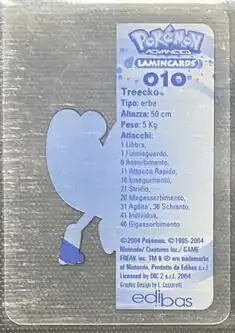 POKéMON
ADVANCED
LAMINCARDS
010
Treecko™
Tipo: erba
Altezza: 50 cm
Peso: 5 Kg
Attacchi:
1 Libbra,
1 Fulmisguardo,
6 Assorbimento,
11 Attacco Rapido,
16 Inseguimento,
21 Stridio,
26 Megassorbimento,
31 Agilità, 36 Schianto,
41 Individua,
46 Gigassorbimento
©2004 Pokémon, ©1995-2004
Nintendo/ Creatures Inc./ GAME
FREAK inc. TM & ® are trademarks
of Nintendo, Prodotto da Edibas s.r.l
Licensed by DIC 2 s.r.l. 2004
Graphic Design by L. Ceccarelli
edibas